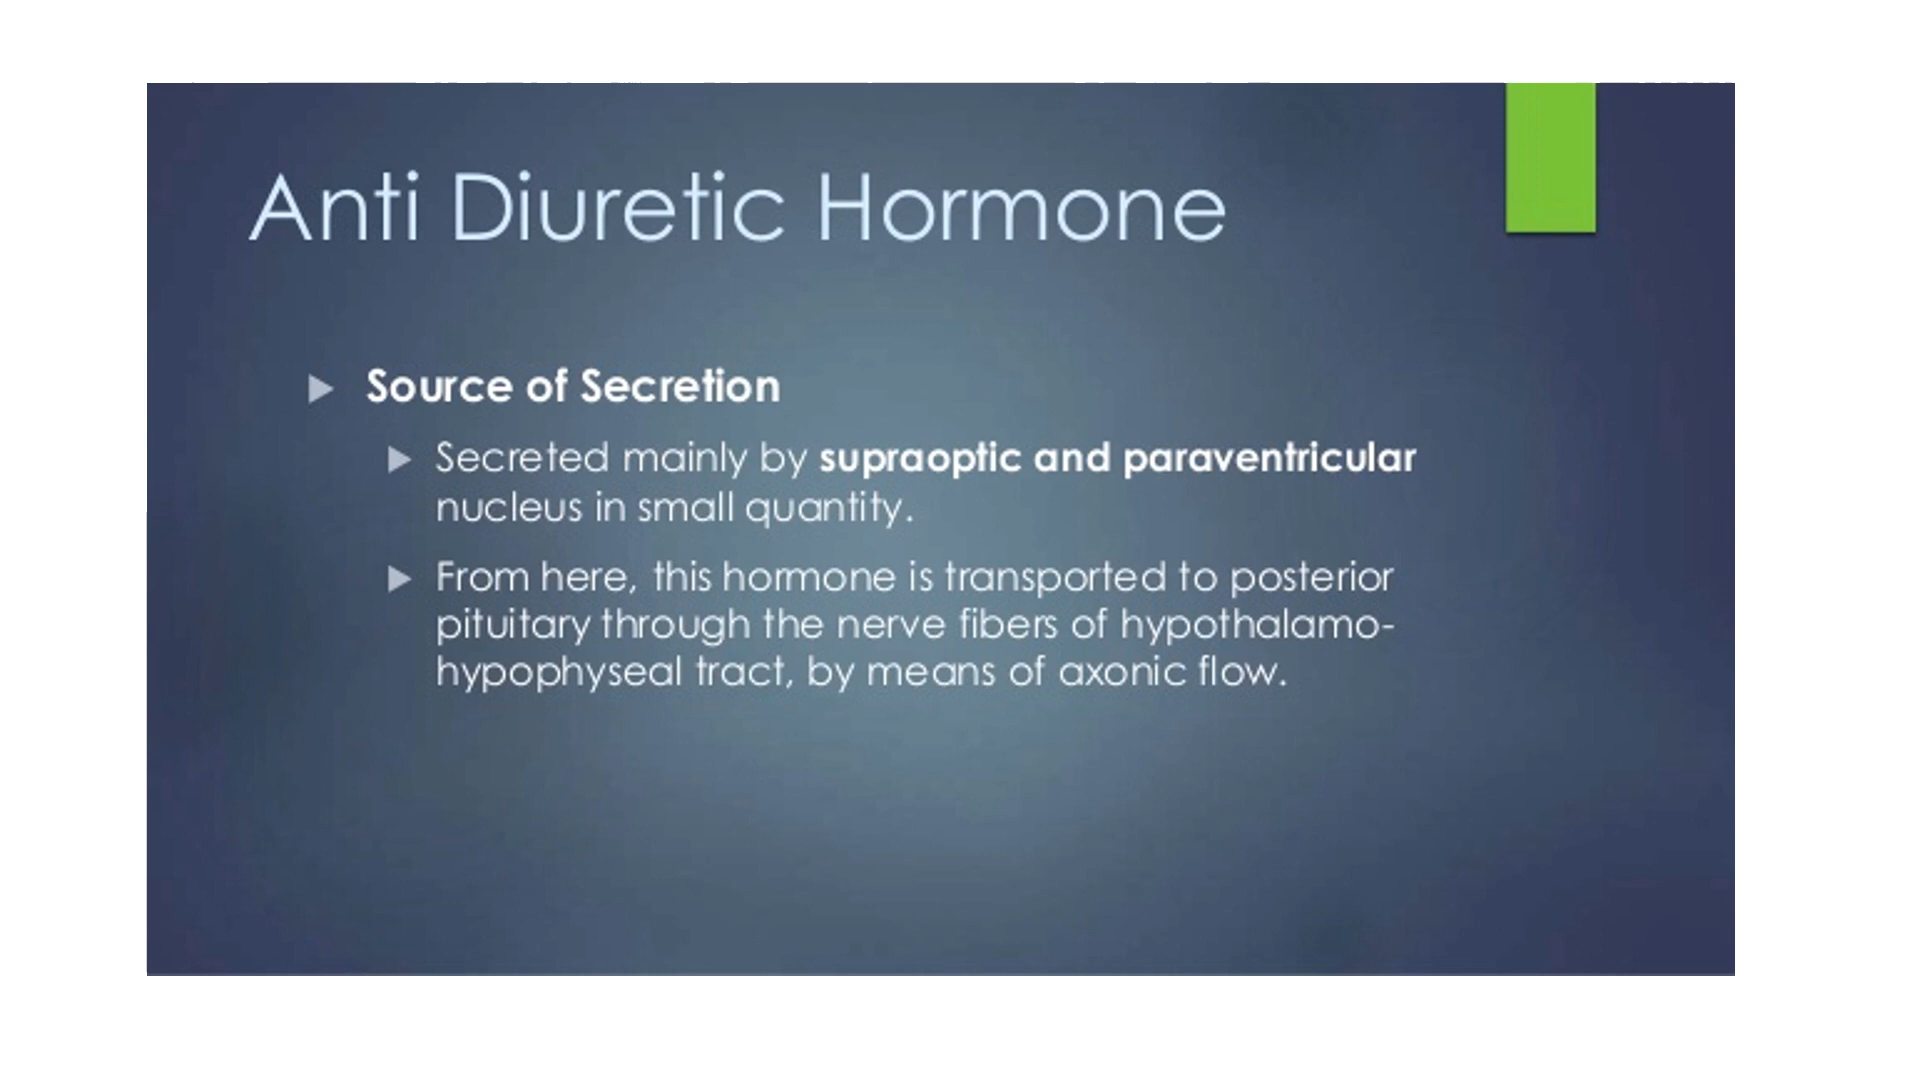 Anti Diuretic Hormone
Source of Secretion
Secreted mainly by supraoptic and paraventricular
nucleus in small quantity.
From here, this hormone is transported to posterior
pituitary through the nerve fibers of hypothalamo-
hypophyseal tract, by means of axonic flow.